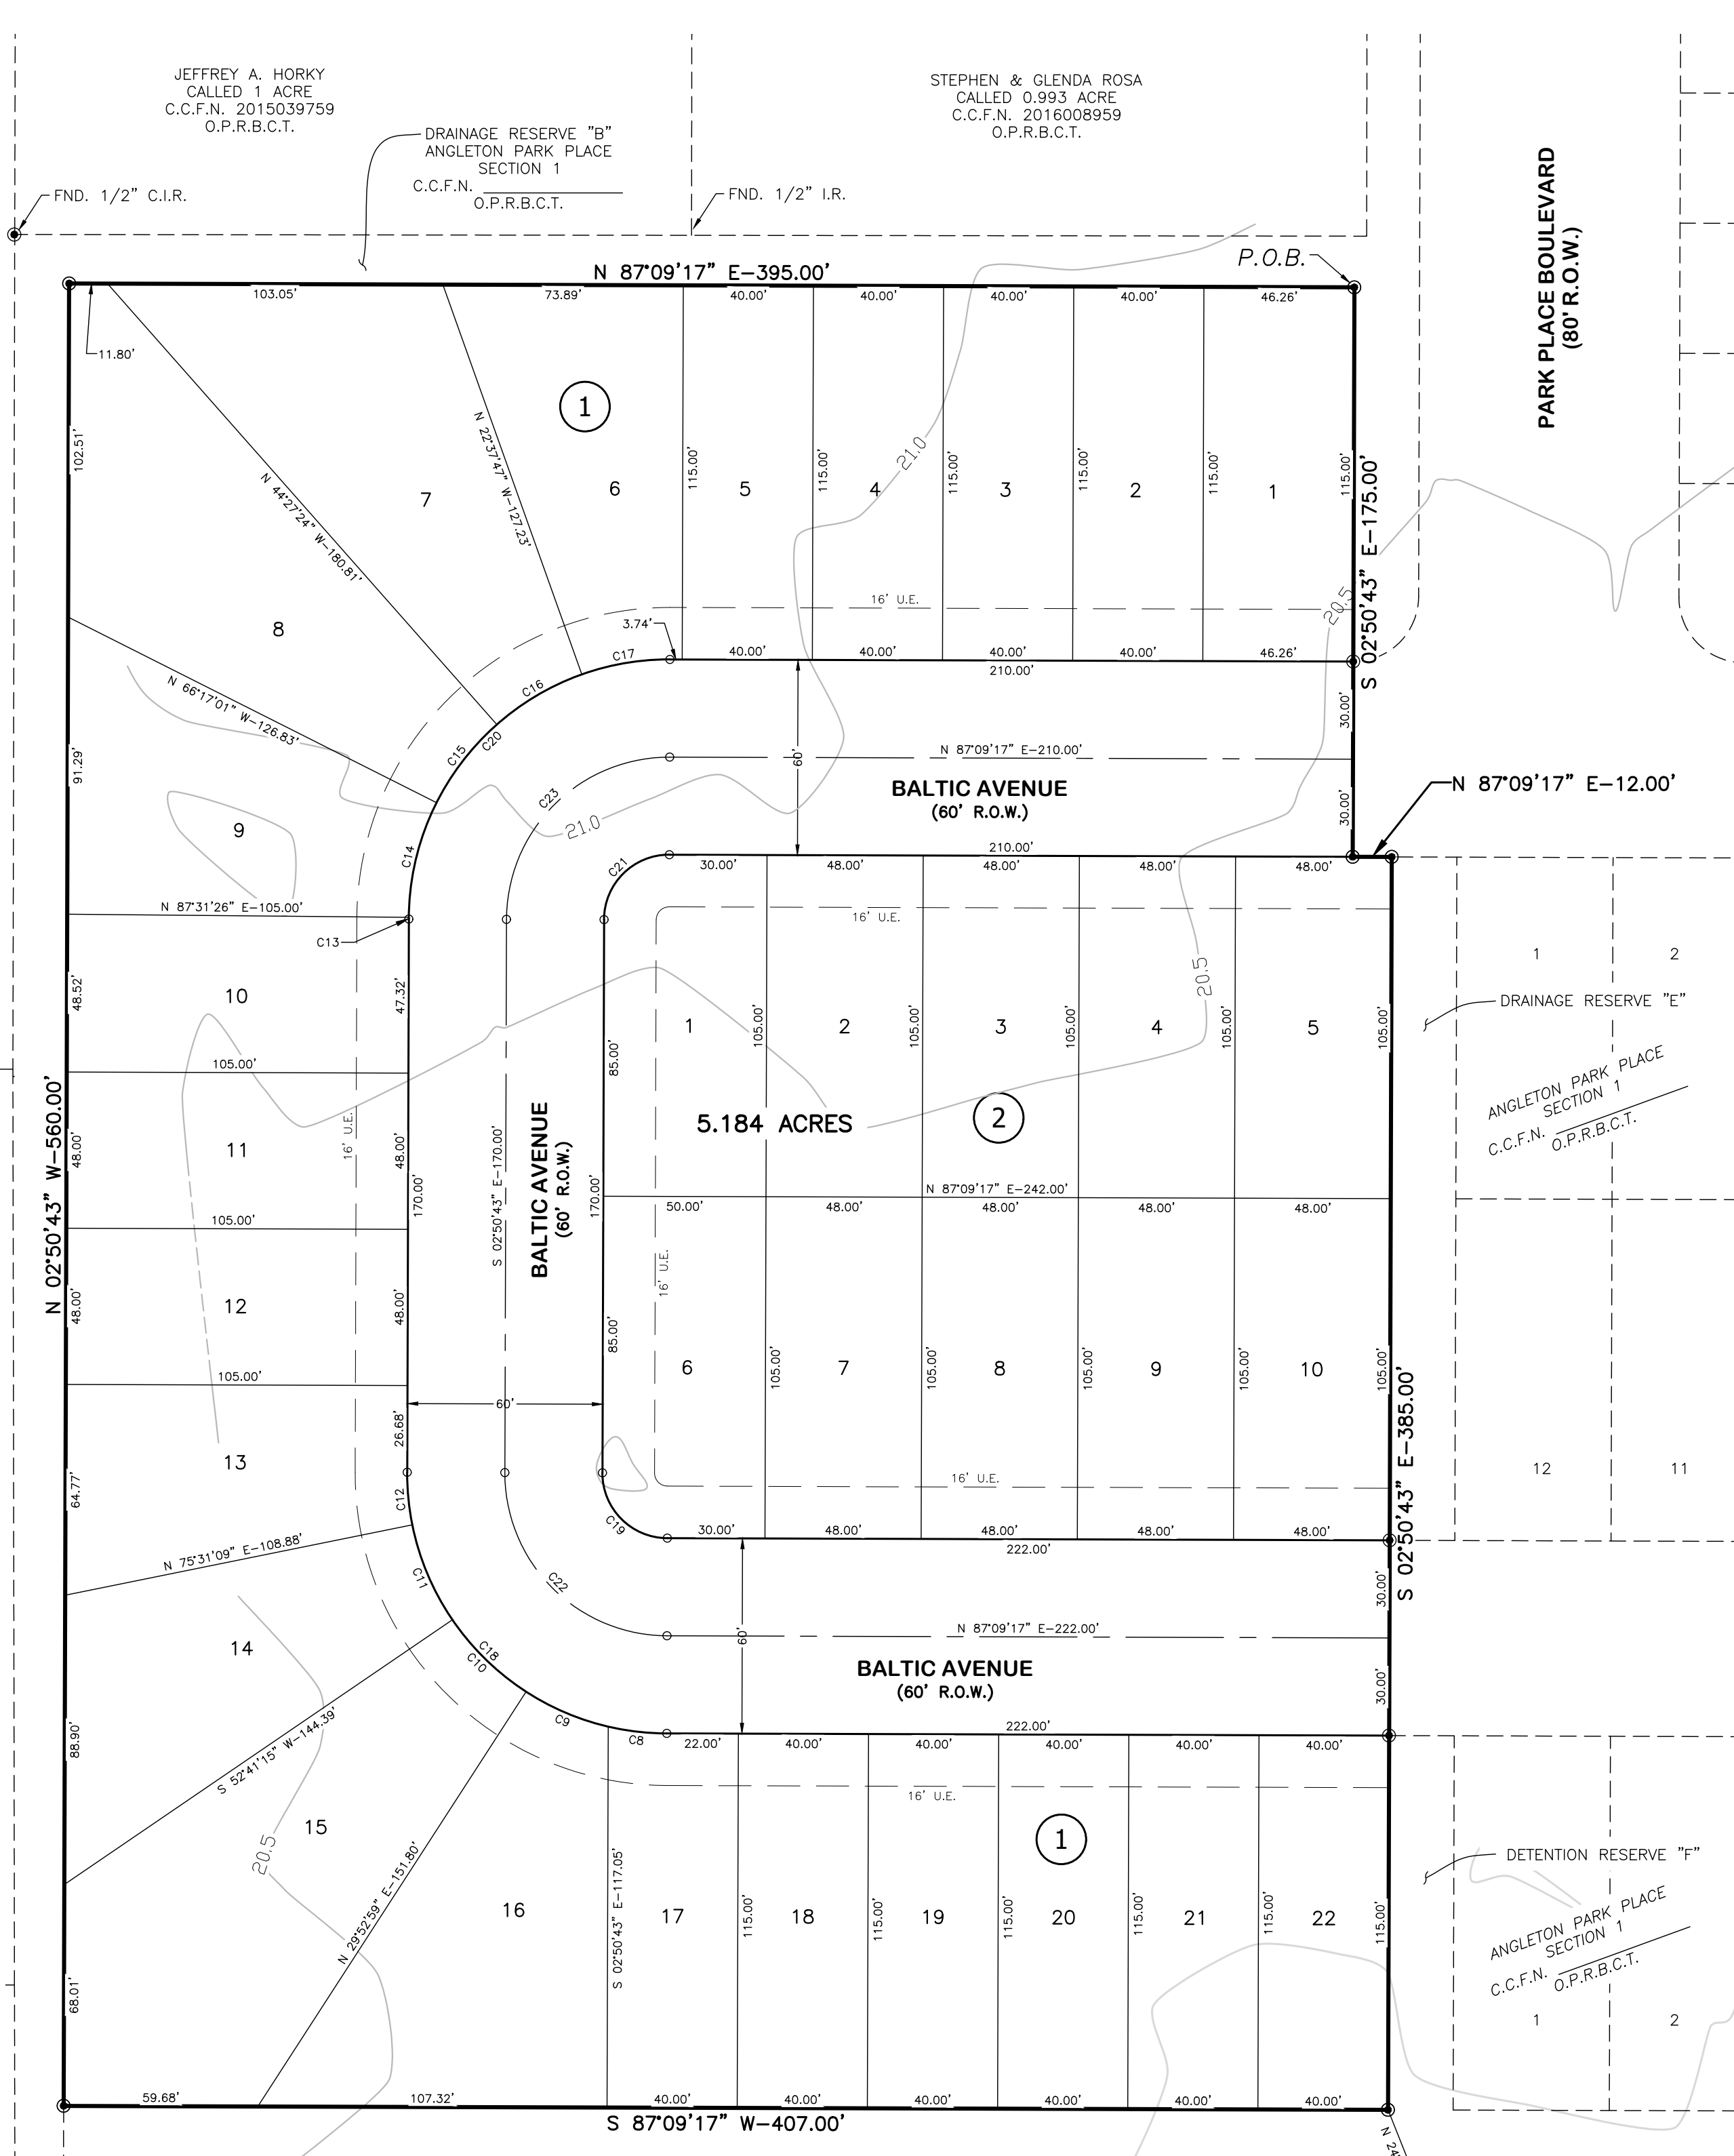 JEFFREY A. HORKY
CALLED 1 ACRE
C.C.F.N. 2015039759
O.P.R.B.C.T.
STEPHEN & GLENDA ROSA
CALLED 0.993 ACRE
C.C.F.N. 2016008959
O.P.R.B.C.T.
DRAINAGE RESERVE "B"
ANGLETON PARK PLACE
SECTION 1
C.C.F.N.
O.P.R.B.C.T.
FND. 1/2" C.I.R.
FND. 1/2" I.R.
PARK PLACE BOULEVARD
(80' R.O.W.)
P.O.B.
N 87°09'17" E-395.00'
103.05'
73.89'
40.00'
40.00'
40.00'
40.00'
46.26'
11.80'
102.51'
N 44°27'24" W-180.81'
N 22°37'47" W-127.23'
1
7
6
5
4
3
2
1
115.00'
115.00'
115.00'
115.00'
115.00'
115.00'
21.0
S 02°50'43" E-175.00'
20.5
8
16' U.E.
3.74'
C17
40.00'
40.00'
40.00'
40.00'
46.26'
210.00'
C16
C15
C20
N 66°17'01" W-126.83'
91.29'
30.00'
60'
N 87°09'17" E-210.00'
BALTIC AVENUE
(60' R.O.W.)
30.00'
N 87°09'17" E-12.00'
C23
21.0
9
C14
C21
210.00'
30.00'
48.00'
48.00'
48.00'
48.00'
N 87°31'26" E-105.00'
C13
16' U.E.
20.5
1
2
DRAINAGE RESERVE "E"
10
48.52'
47.32'
1
2
3
4
5
105.00'
105.00'
105.00'
105.00'
105.00'
85.00'
105.00'
ANGLETON PARK PLACE
SECTION 1
C.C.F.N.
O.P.R.B.C.T.
5.184 ACRES
2
N 02°50'43" W-560.00'
11
48.00'
48.00'
16' U.E.
170.00'
S 02°50'43" E-170.00'
BALTIC AVENUE
(60' R.O.W.)
170.00'
N 87°09'17" E-242.00'
50.00'
48.00'
48.00'
48.00'
48.00'
105.00'
12
48.00'
48.00'
16' U.E.
85.00'
105.00'
6
7
8
9
10
105.00'
105.00'
105.00'
105.00'
105.00'
60'
26.68'
S 02°50'43" E-385.00'
13
64.77'
C12
16' U.E.
12
11
C19
30.00'
48.00'
48.00'
48.00'
48.00'
222.00'
N 75°31'09" E-108.88'
C11
C22
30.00'
60'
N 87°09'17" E-222.00'
14
C18
C10
BALTIC AVENUE
(60' R.O.W.)
30.00'
88.90'
S 52°41'15" W-144.39'
C9
C8
222.00'
22.00'
40.00'
40.00'
40.00'
40.00'
40.00'
16' U.E.
15
20.5
1
DETENTION RESERVE "F"
N 29°52'59" E-151.80'
16
S 02°50'43" E-117.05'
17
18
19
20
21
22
115.00'
115.00'
115.00'
115.00'
115.00'
115.00'
ANGLETON PARK PLACE
SECTION 1
C.C.F.N.
O.P.R.B.C.T.
68.01'
1
2
59.68'
107.32'
40.00'
40.00'
40.00'
40.00'
40.00'
40.00'
S 87°09'17" W-407.00'
N 24°